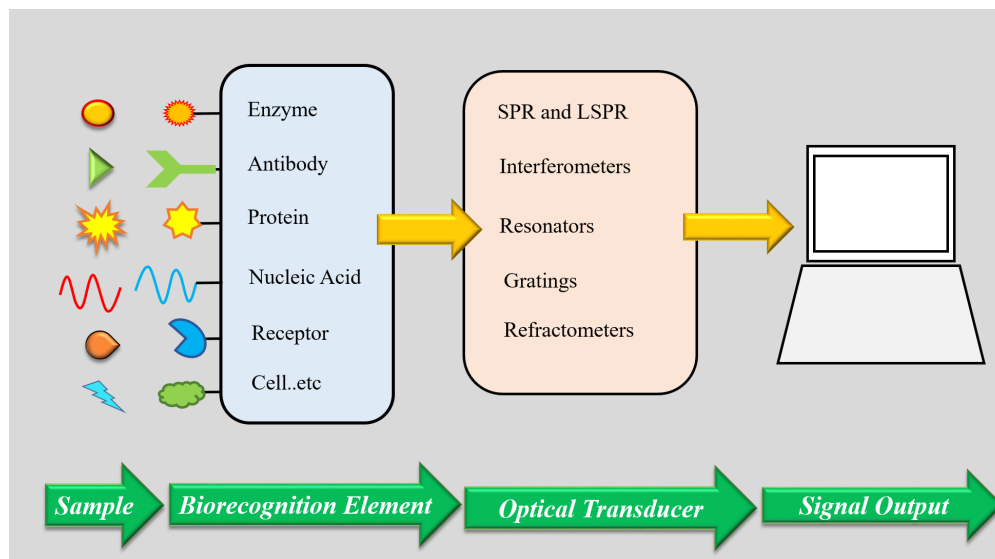 Enzyme
Antibody
Protein
Nucleic Acid
Receptor
Cell..etc
SPR and LSPR
Interferometers
Resonators
Gratings
Refractometers
Sample
Biorecognition Element
Optical Transducer
Signal Output